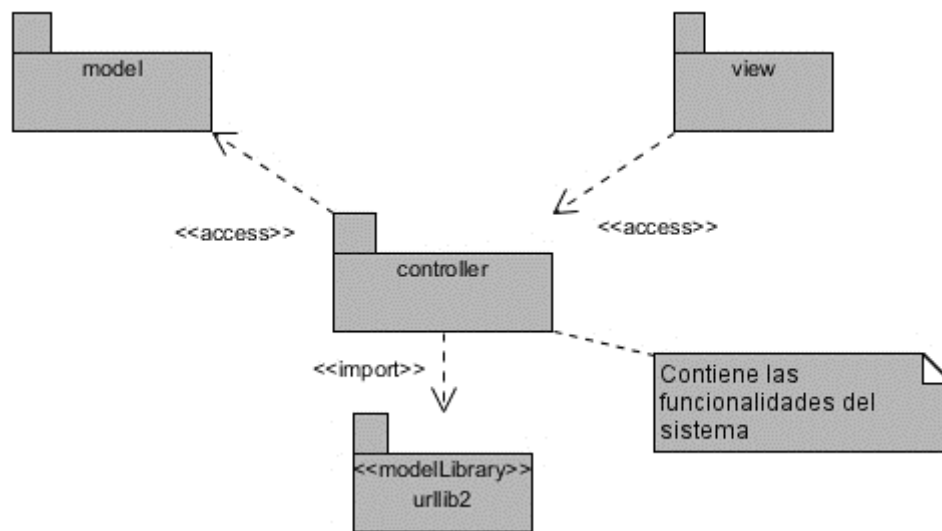 model
view
<<access>>
<<access>>
controller
<<import>>
Contiene las
funcionalidades del
sistema
<<modelLibrary>>
urllib2